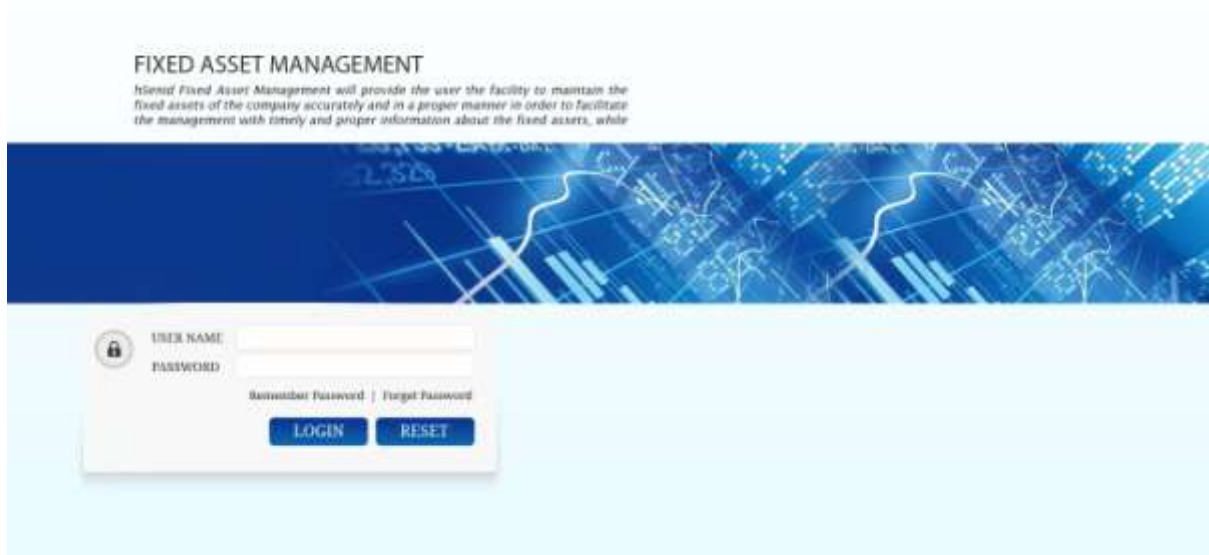 FIXED ASSET MANAGEMENT
hSenid Fixed Asset Management will provide the user the facility to maintain the
fixed assets of the company accurately and in a proper manner in order to facilitate
the management with timely and proper information about the fixed assets, while
USER NAME
PASSWORD
Remember Password | Forget Password
LOGIN RESET